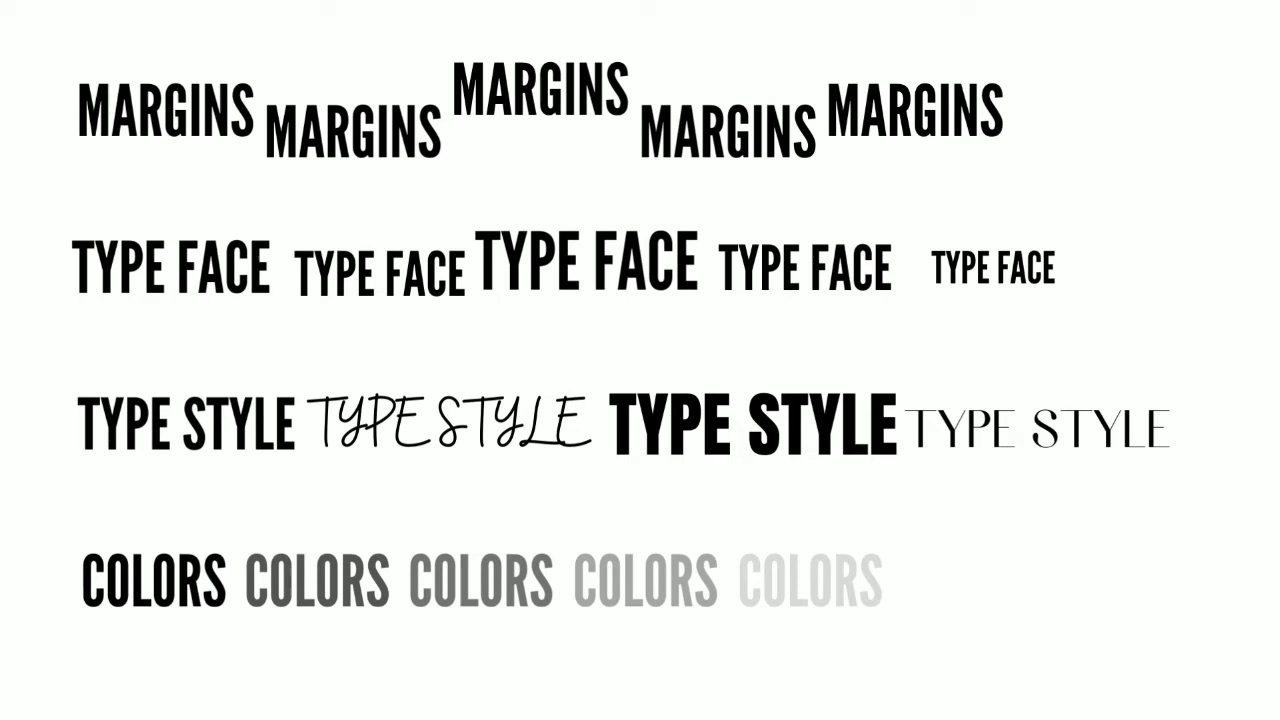 MARGINS MARGINS MARGINS MARGINS MARGINS
TYPE FACE TYPE FACE TYPE FACE TYPE FACE TYPE FACE
TYPE STYLE TYPE STYLE TYPE STYLE TYPE STYLE
COLORS COLORS COLORS COLORS COLORS